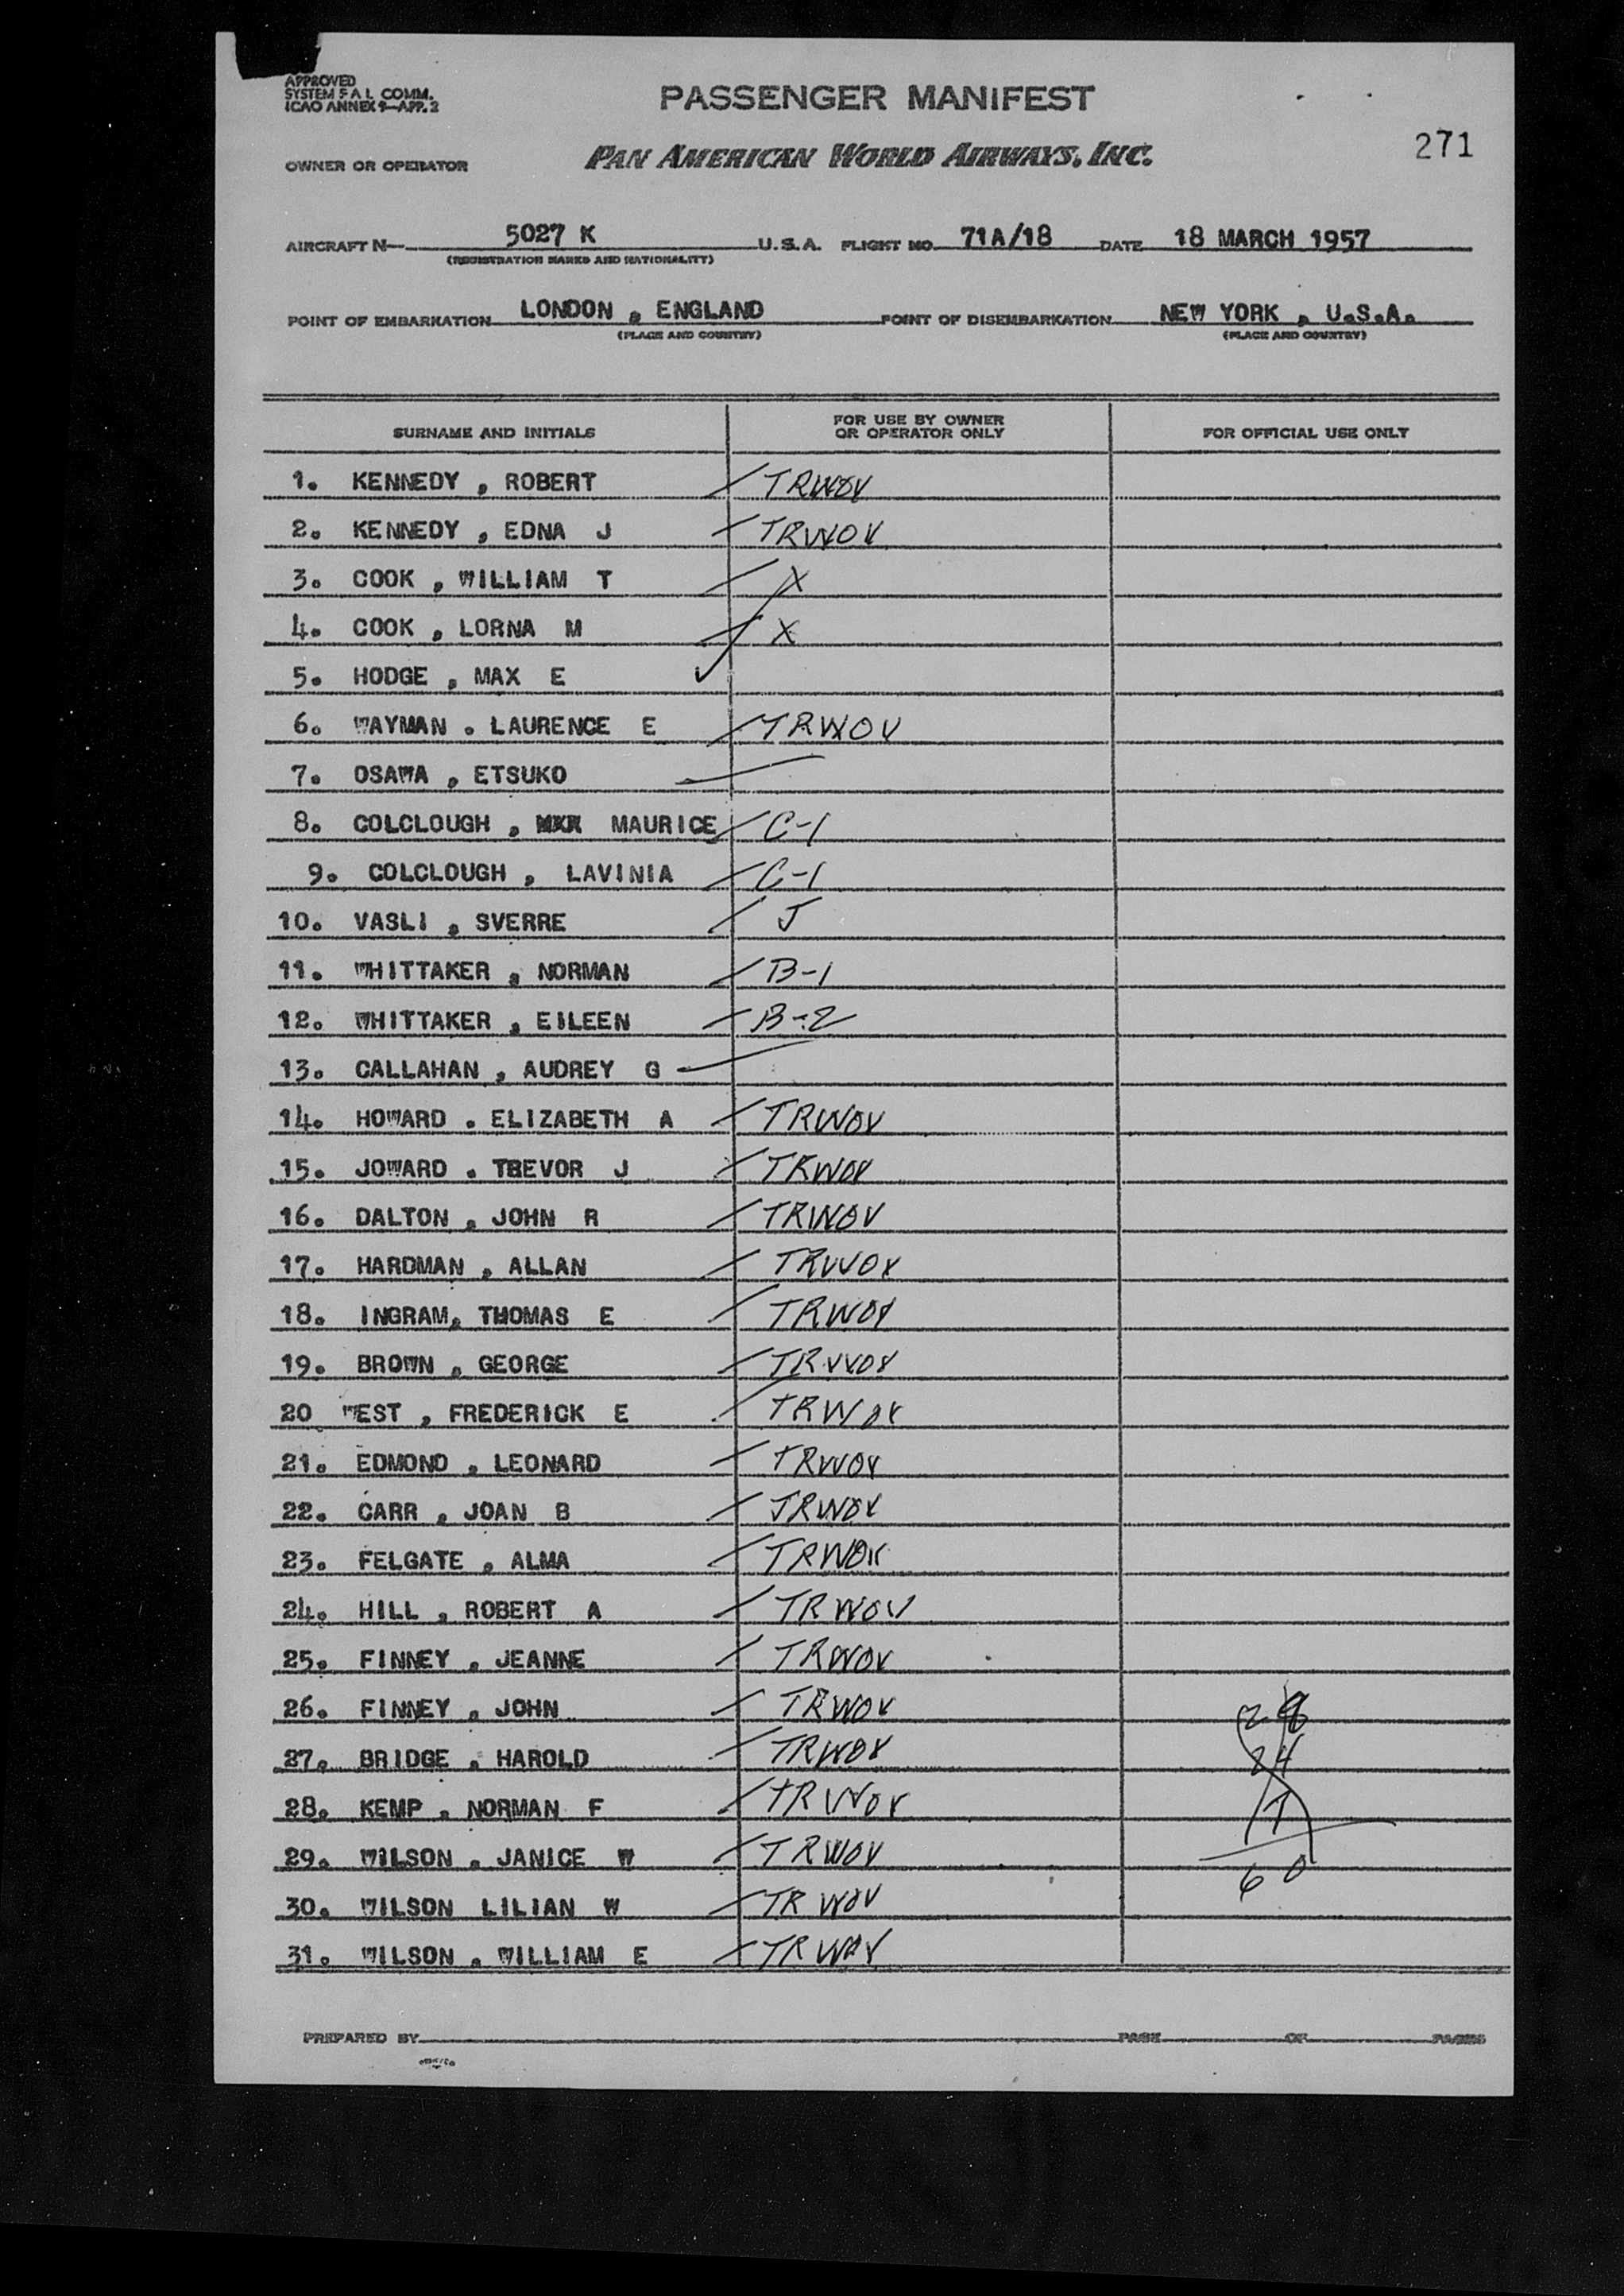 APPROVED
SYSTEM F A L COMM.
ICAO ANNEX 9—APP. 2
PASSENGER MANIFEST
271
OWNER OR OPERATOR PAN AMERICAN WORLD AIRWAYS, INC.
AIRCRAFT N— 5027 K U.S.A. FLIGHT NO. 71A/18 DATE 18 MARCH 1957
(REGISTRATION MARKS AND NATIONALITY)
POINT OF EMBARKATION LONDON , ENGLAND POINT OF DISEMBARKATION NEW YORK , U.S.A.
(PLACE AND COUNTRY) (PLACE AND COUNTRY)
SURNAME AND INITIALS FOR USE BY OWNER OR OPERATOR ONLY FOR OFFICIAL USE ONLY
1. KENNEDY , ROBERT TRWOV
2. KENNEDY , EDNA J TRWOV
3. COOK , WILLIAM T X
4. COOK , LORNA M X
5. HODGE , MAX E
6. WAYMAN . LAURENCE E TRWOV
7. OSAWA , ETSUKO
8. COLCLOUGH , MXR MAURICE C-1
9. COLCLOUGH , LAVINIA C-1
10. VASLI , SVERRE J
11. WHITTAKER , NORMAN B-1
12. WHITTAKER , EILEEN B-2
13. CALLAHAN , AUDREY G
14. HOWARD . ELIZABETH A TRWOV
15. JOWARD . TREVOR J TRWOV
16. DALTON , JOHN R TRWOV
17. HARDMAN , ALLAN TRWOV
18. INGRAM, THOMAS E TRWOV
19. BROWN , GEORGE TRWOV
20 WEST , FREDERICK E TRWOV
21. EDMOND , LEONARD TRWOV
22. CARR , JOAN B TRWOV
23. FELGATE , ALMA TRWOV
24. HILL , ROBERT A TRWOV
25. FINNEY , JEANNE TRWOV
26. FINNEY , JOHN TRWOV
27. BRIDGE , HAROLD TRWOV
24
28. KEMP , NORMAN F TRWOV
29. WILSON , JANICE W TRWOV
60
30. WILSON LILIAN W TRWOV
31. WILSON , WILLIAM E TRWOV
PREPARED BY PAGE OF PAGES